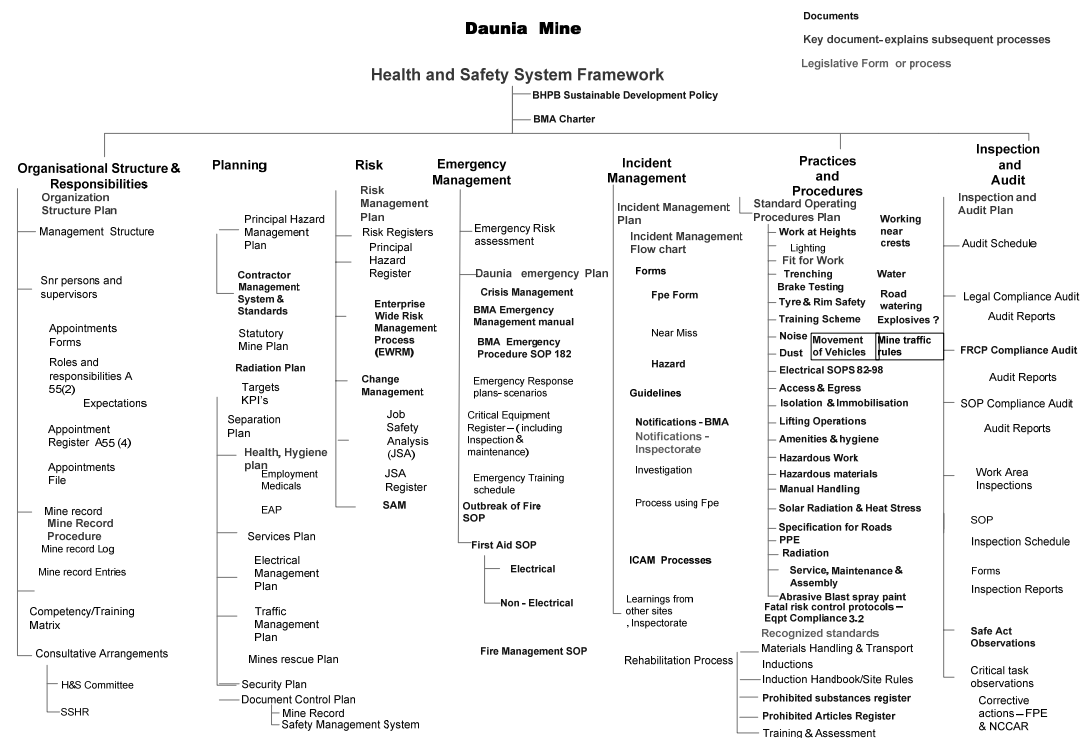 Daunia Mine
Documents
Key document-explains subsequent processes
Legislative Form or process
Health and Safety System Framework
BHPB Sustainable Development Policy
BMA Charter
Organisational Structure &
Responsibilities
Organization
Structure Plan
Management Structure
Snr persons and
supervisors
Appointments
Forms
Roles and
responsibilities A
55(2)
Expectations
Appointment
Register A55 (4)
Appointments
File
Mine record
Mine Record
Procedure
Mine record Log
Mine record Entries
Competency/Training
Matrix
Consultative Arrangements
H&S Committee
SSHR
Planning
Principal Hazard
Management
Plan
Contractor
Management
System &
Standards
Statutory
Mine Plan
Radiation Plan
Targets
KPI's
Separation
Plan
Health, Hygiene
plan
Employment
Medicals
EAP
Services Plan
Electrical
Management
Plan
Traffic
Management
Plan
Mines rescue Plan
Security Plan
Document Control Plan
Mine Record
Safety Management System
Risk
Risk
Management
Plan
Risk Registers
Principal
Hazard
Register
Enterprise
Wide Risk
Management
Process
(EWRM)
Change
Management
Job
Safety
Analysis
(JSA)
JSA
Register
SAM
Emergency
Management
Emergency Risk
assessment
Daunia emergency Plan
Crisis Management
BMA Emergency
Management manual
BMA Emergency
Procedure SOP 182
Emergency Response
plans-scenarios
Critical Equipment
Register-(including
Inspection &
maintenance)
Emergency Training
schedule
Outbreak of Fire
SOP
First Aid SOP
Electrical
Non - Electrical
Fire Management SOP
Incident
Management
Incident Management
Plan
Incident Management
Flow chart
Forms
Fpe Form
Near Miss
Hazard
Guidelines
Notifications - BMA
Notifications -
Inspectorate
Investigation
Process using Fpe
ICAM Processes
Learnings from
other sites
, Inspectorate
Rehabilitation Process
Practices
and
Procedures
Standard Operating
Procedures Plan
Work at Heights
Lighting
Fit for Work
Trenching
Brake Testing
Tyre & Rim Safety
Training Scheme
Noise
Dust
Movement
of Vehicles
Mine traffic
rules
Working
near
crests
Water
Road
watering
Explosives ?
Electrical SOPS 82-98
Access & Egress
Isolation & Immobilisation
Lifting Operations
Amenities & hygiene
Hazardous Work
Hazardous materials
Manual Handling
Solar Radiation & Heat Stress
Specification for Roads
PPE
Radiation
Service, Maintenance &
Assembly
Abrasive Blast spray paint
Fatal risk control protocols -
Eqpt Compliance 3.2
Recognized standards
Materials Handling & Transport
Inductions
Induction Handbook/Site Rules
Prohibited substances register
Prohibited Articles Register
Training & Assessment
Inspection
and
Audit
Inspection and
Audit Plan
Audit Schedule
Legal Compliance Audit
Audit Reports
FRCP Compliance Audit
Audit Reports
SOP Compliance Audit
Audit Reports
Work Area
Inspections
SOP
Inspection Schedule
Forms
Inspection Reports
Safe Act
Observations
Critical task
observations
Corrective
actions - FPE
& NCCAR